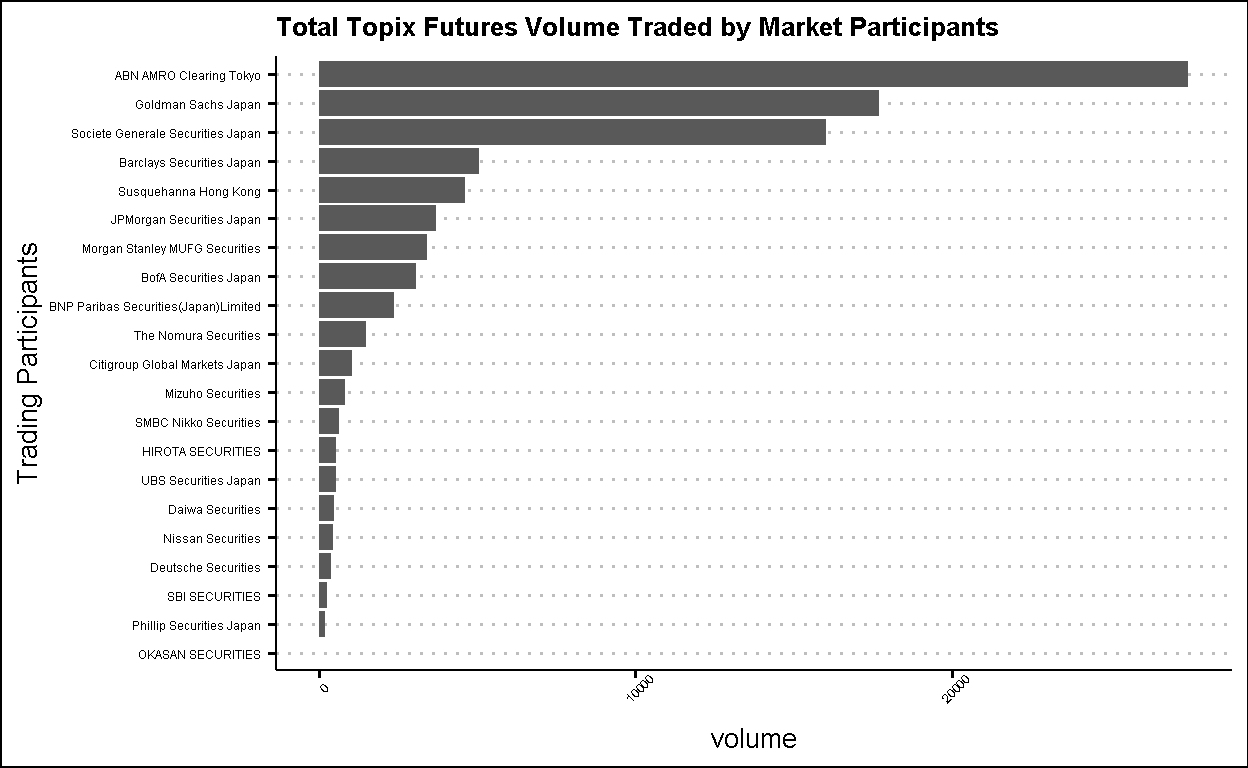 Total Topix Futures Volume Traded by Market Participants
Trading Participants
ABN AMRO Clearing Tokyo
Goldman Sachs Japan
Societe Generale Securities Japan
Barclays Securities Japan
Susquehanna Hong Kong
JPMorgan Securities Japan
Morgan Stanley MUFG Securities
BofA Securities Japan
BNP Paribas Securities(Japan)Limited
The Nomura Securities
Citigroup Global Markets Japan
Mizuho Securities
SMBC Nikko Securities
HIROTA SECURITIES
UBS Securities Japan
Daiwa Securities
Nissan Securities
Deutsche Securities
SBI SECURITIES
Phillip Securities Japan
OKASAN SECURITIES
0 10000 20000
volume